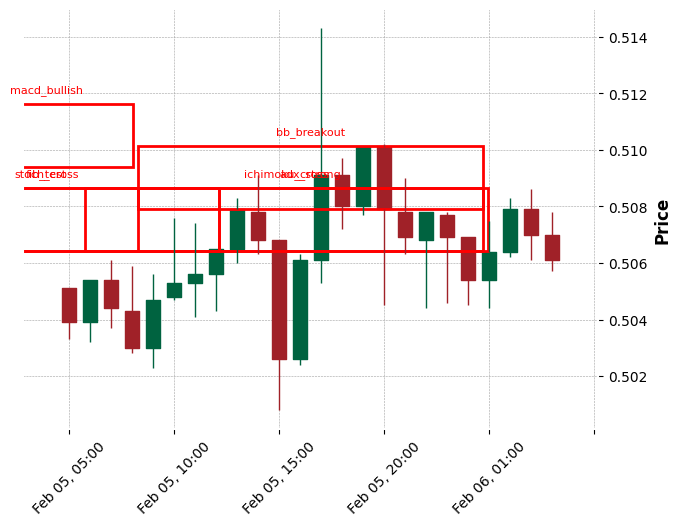 macd_bullish
bb_breakout
ichimoku_cross
0.514
0.512
0.510
0.508
0.506
0.504
0.502
Price
Feb 05, 05:00
Feb 05, 10:00
Feb 05, 15:00
Feb 05, 20:00
Feb 06, 01:00